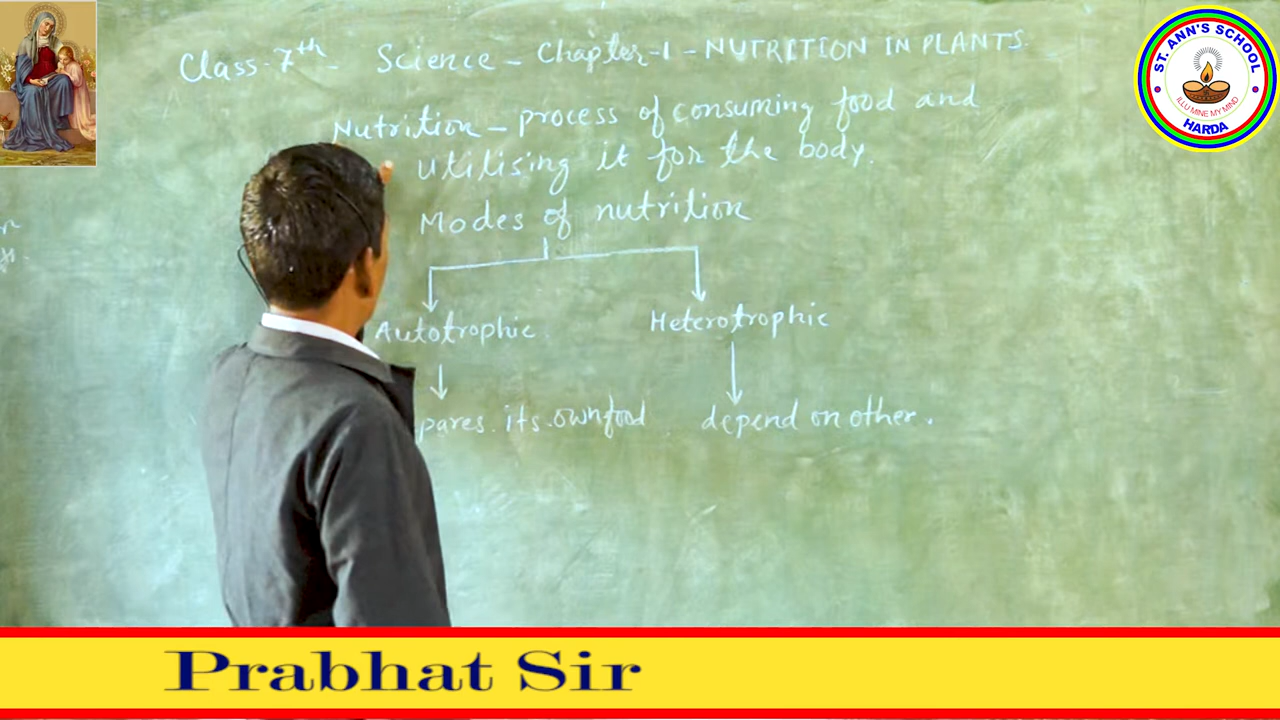 Class-7th- Science - Chapter-1 - NUTRITION IN PLANTS.
Nutrition - process of consuming food and
utilising it for the body.
Modes of nutrition
Autotrophic. Heterotrophic
pares its own food depend on other.
ST. ANN'S SCHOOL
ILLUMINE MY MIND
HARDA
Prabhat Sir